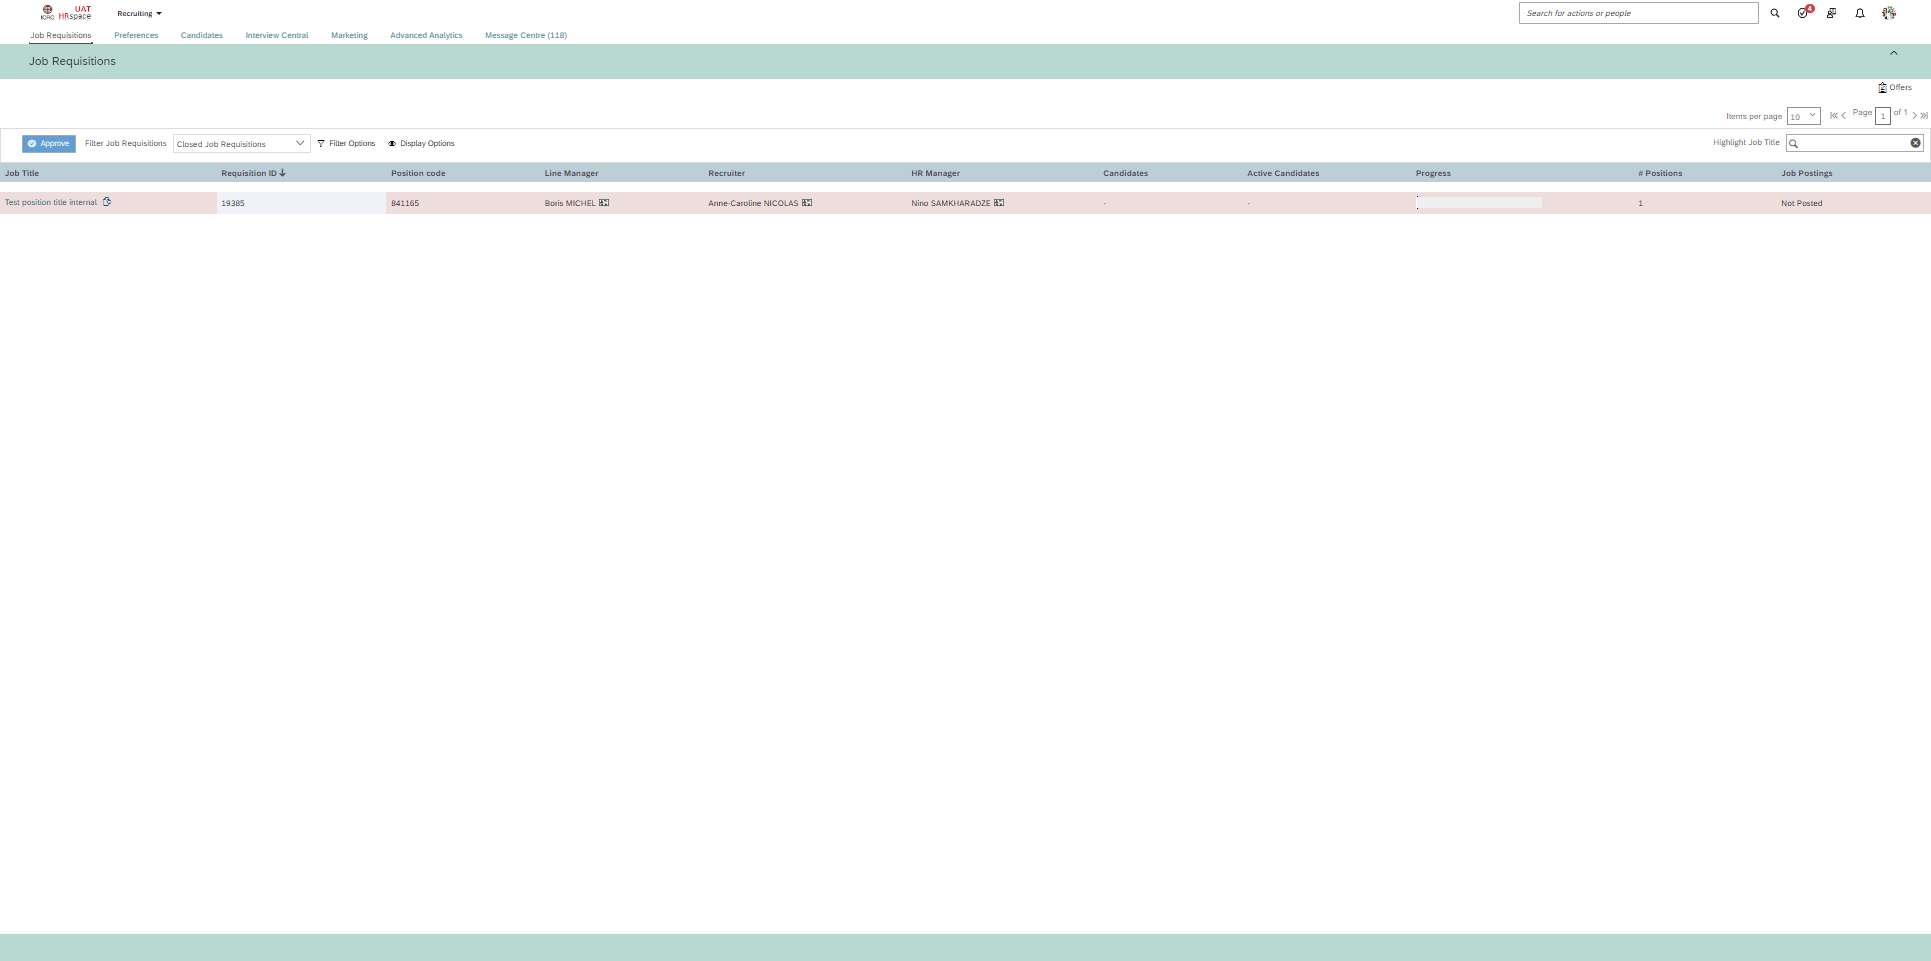 ICRC
UAT
HRspace
Recruiting
Search for actions or people
4
Job Requisitions Preferences Candidates Interview Central Marketing Advanced Analytics Message Centre (118)
Job Requisitions
Offers
Items per page 10 Page 1 of 1
Approve Filter Job Requisitions Closed Job Requisitions Filter Options Display Options Highlight Job Title
Job Title Requisition ID Position code Line Manager Recruiter HR Manager Candidates Active Candidates Progress # Positions Job Postings
Test position title internal 19385 841165 Boris MICHEL Anne-Caroline NICOLAS Nino SAMKHARADZE - - 1 Not Posted